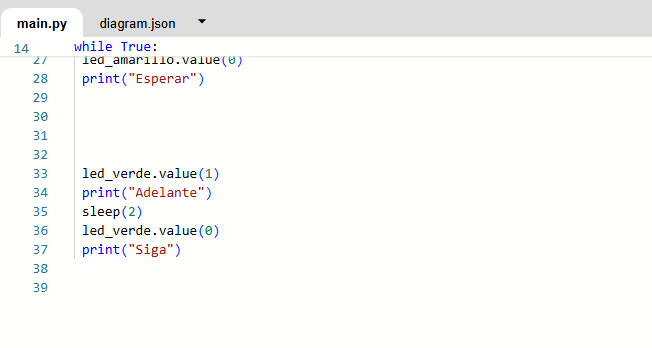 main.py diagram.json
14 while True:
27 led_amarillo.value(0)
28 print("Esperar")
29
30
31
32
33 led_verde.value(1)
34 print("Adelante")
35 sleep(2)
36 led_verde.value(0)
37 print("Siga")
38
39